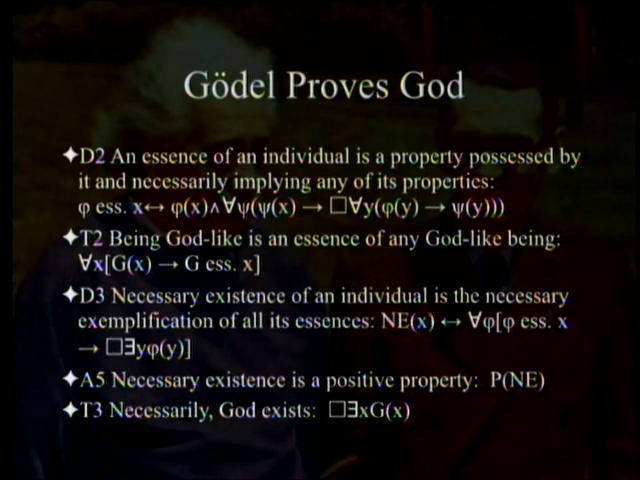 Gödel Proves God
✦D2 An essence of an individual is a property possessed by
it and necessarily implying any of its properties:
φ ess. x↔ φ(x)∧∀ψ(ψ(x) → □∀y(φ(y) → ψ(y)))
✦T2 Being God-like is an essence of any God-like being:
∀x[G(x) → G ess. x]
✦D3 Necessary existence of an individual is the necessary
exemplification of all its essences: NE(x) ↔ ∀φ[φ ess. x
→ □∃yφ(y)]
✦A5 Necessary existence is a positive property: P(NE)
✦T3 Necessarily, God exists: □∃xG(x)